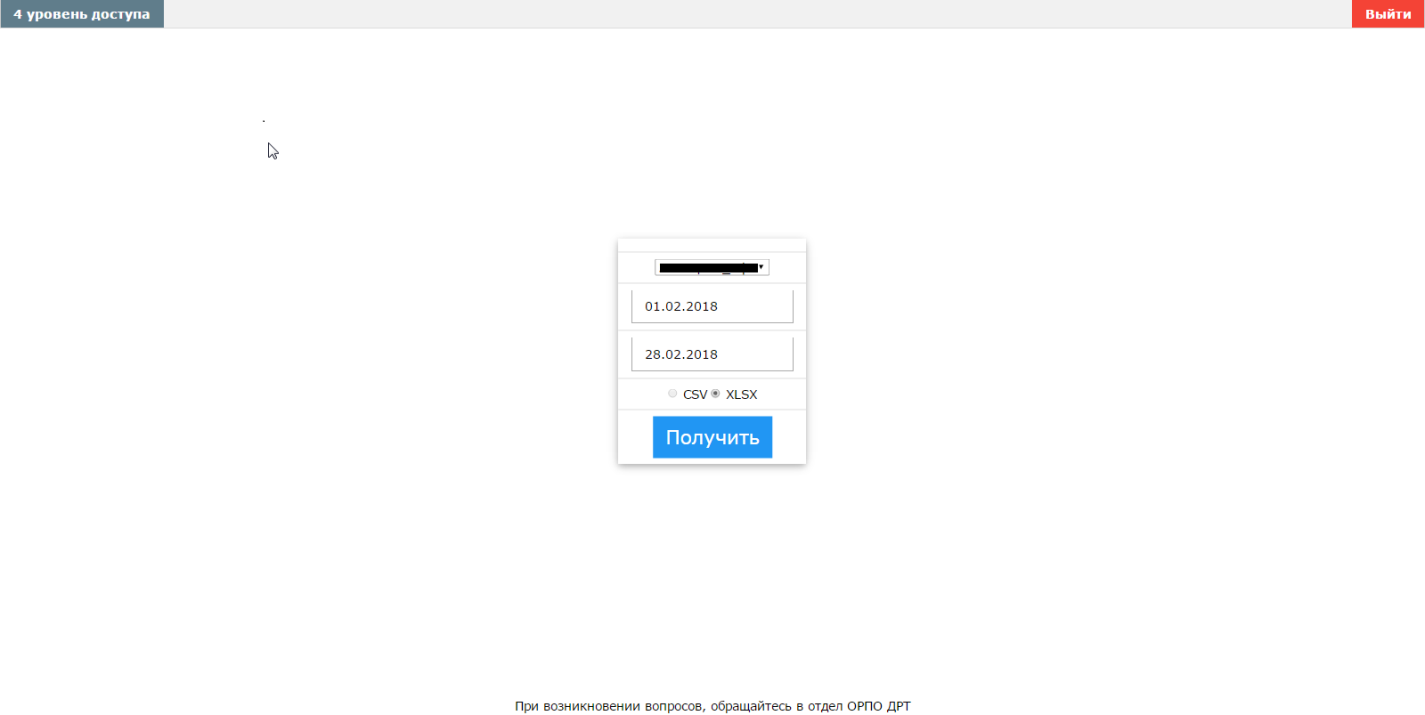 4 уровень доступа
Выйти
01.02.2018
28.02.2018
CSV XLSX
Получить
При возникновении вопросов, обращайтесь в отдел ОРПО ДРТ